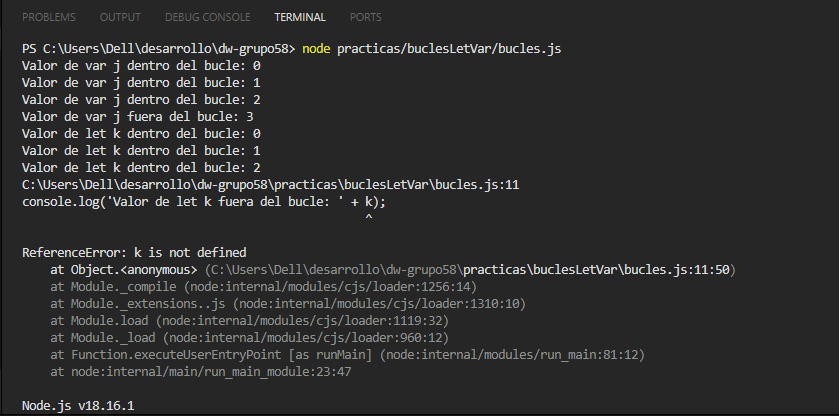 PROBLEMS OUTPUT DEBUG CONSOLE TERMINAL PORTS
PS C:\Users\Dell\desarrollo\dw-grupo58> node practicas/buclesLetVar/bucles.js
Valor de var j dentro del bucle: 0
Valor de var j dentro del bucle: 1
Valor de var j dentro del bucle: 2
Valor de var j fuera del bucle: 3
Valor de let k dentro del bucle: 0
Valor de let k dentro del bucle: 1
Valor de let k dentro del bucle: 2
C:\Users\Dell\desarrollo\dw-grupo58\practicas\buclesLetVar\bucles.js:11
console.log('Valor de let k fuera del bucle: ' + k);
                                                 ^
ReferenceError: k is not defined
    at Object.<anonymous> (C:\Users\Dell\desarrollo\dw-grupo58\practicas\buclesLetVar\bucles.js:11:50)
    at Module._compile (node:internal/modules/cjs/loader:1256:14)
    at Module._extensions..js (node:internal/modules/cjs/loader:1310:10)
    at Module.load (node:internal/modules/cjs/loader:1119:32)
    at Module._load (node:internal/modules/cjs/loader:960:12)
    at Function.executeUserEntryPoint [as runMain] (node:internal/modules/run_main:81:12)
    at node:internal/main/run_main_module:23:47
Node.js v18.16.1